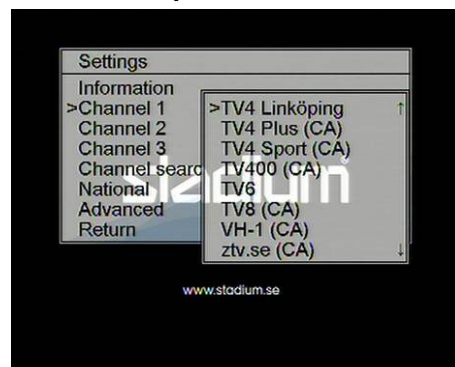 Settings
Information
>Channel 1
Channel 2
Channel 3
Channel searc
National
Advanced
Return
>TV4 Linköping ↑
TV4 Plus (CA)
TV4 Sport (CA)
TV400 (CA)
TV6
TV8 (CA)
VH-1 (CA)
ztv.se (CA) ↓
stadium
www.stadium.se